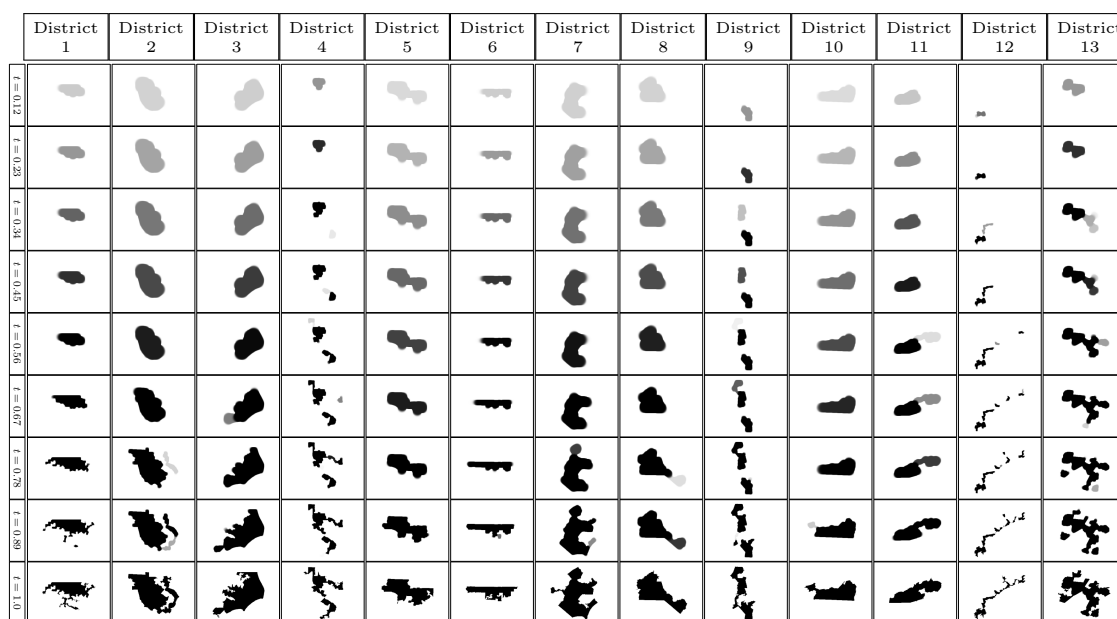 District 1
District 2
District 3
District 4
District 5
District 6
District 7
District 8
District 9
District 10
District 11
District 12
District 13
t = 0.12
t = 0.23
t = 0.34
t = 0.45
t = 0.56
t = 0.67
t = 0.78
t = 0.89
t = 1.0